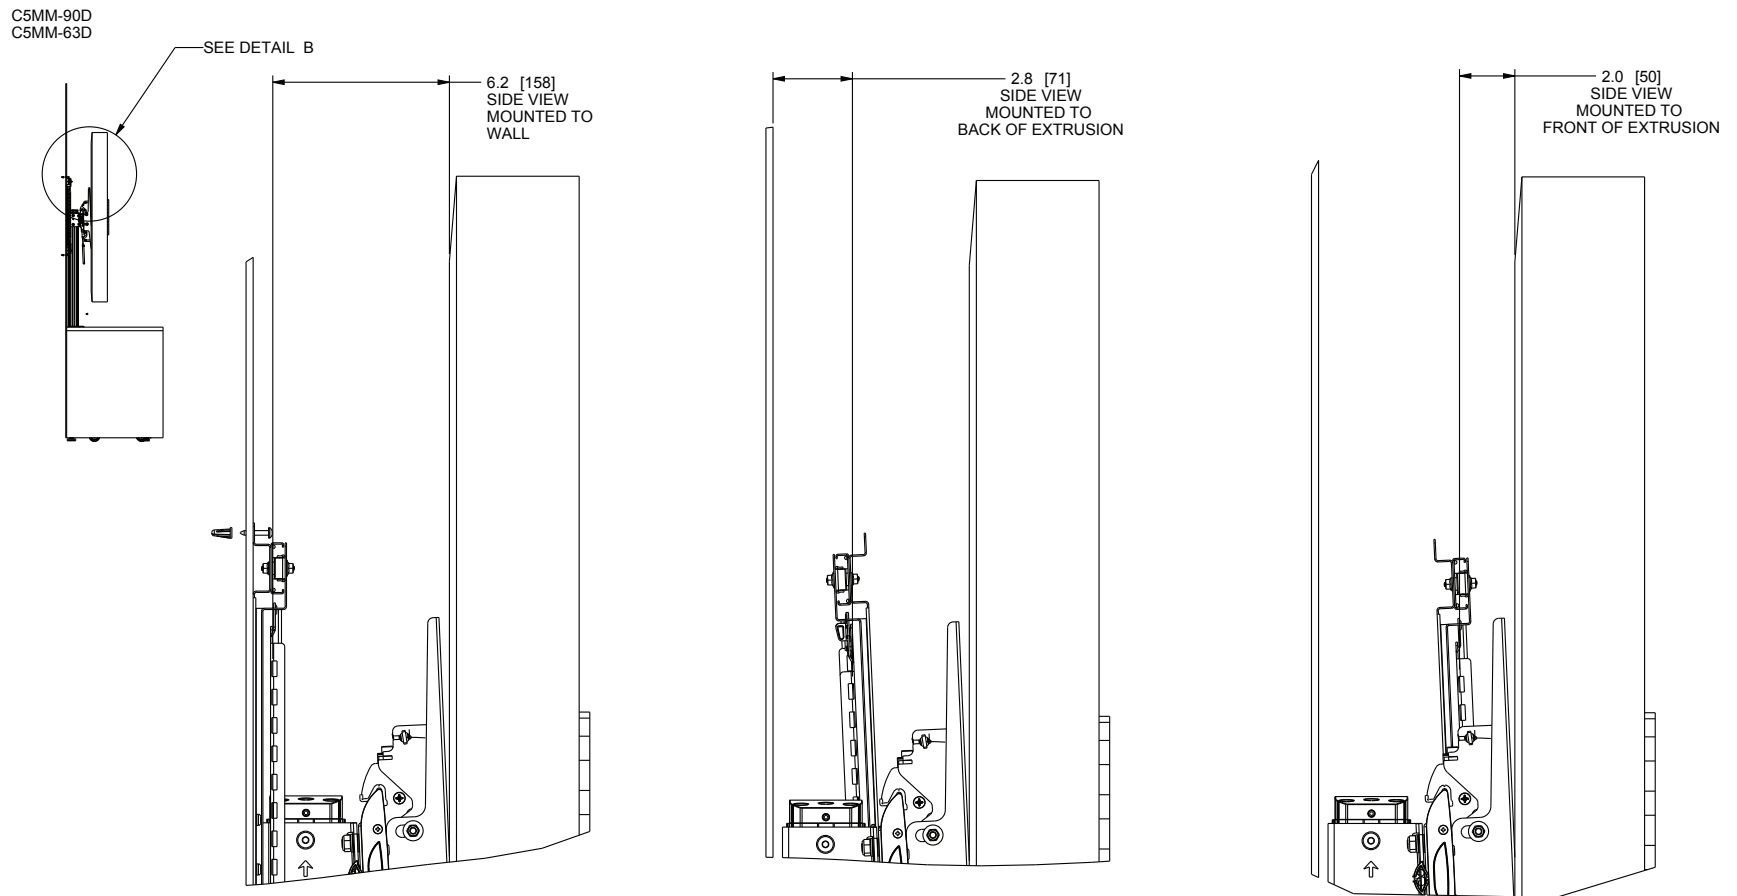 C5MM-90D
C5MM-63D
SEE DETAIL B
6.2 [158]
SIDE VIEW
MOUNTED TO
WALL
2.8 [71]
SIDE VIEW
MOUNTED TO
BACK OF EXTRUSION
2.0 [50]
SIDE VIEW
MOUNTED TO
FRONT OF EXTRUSION